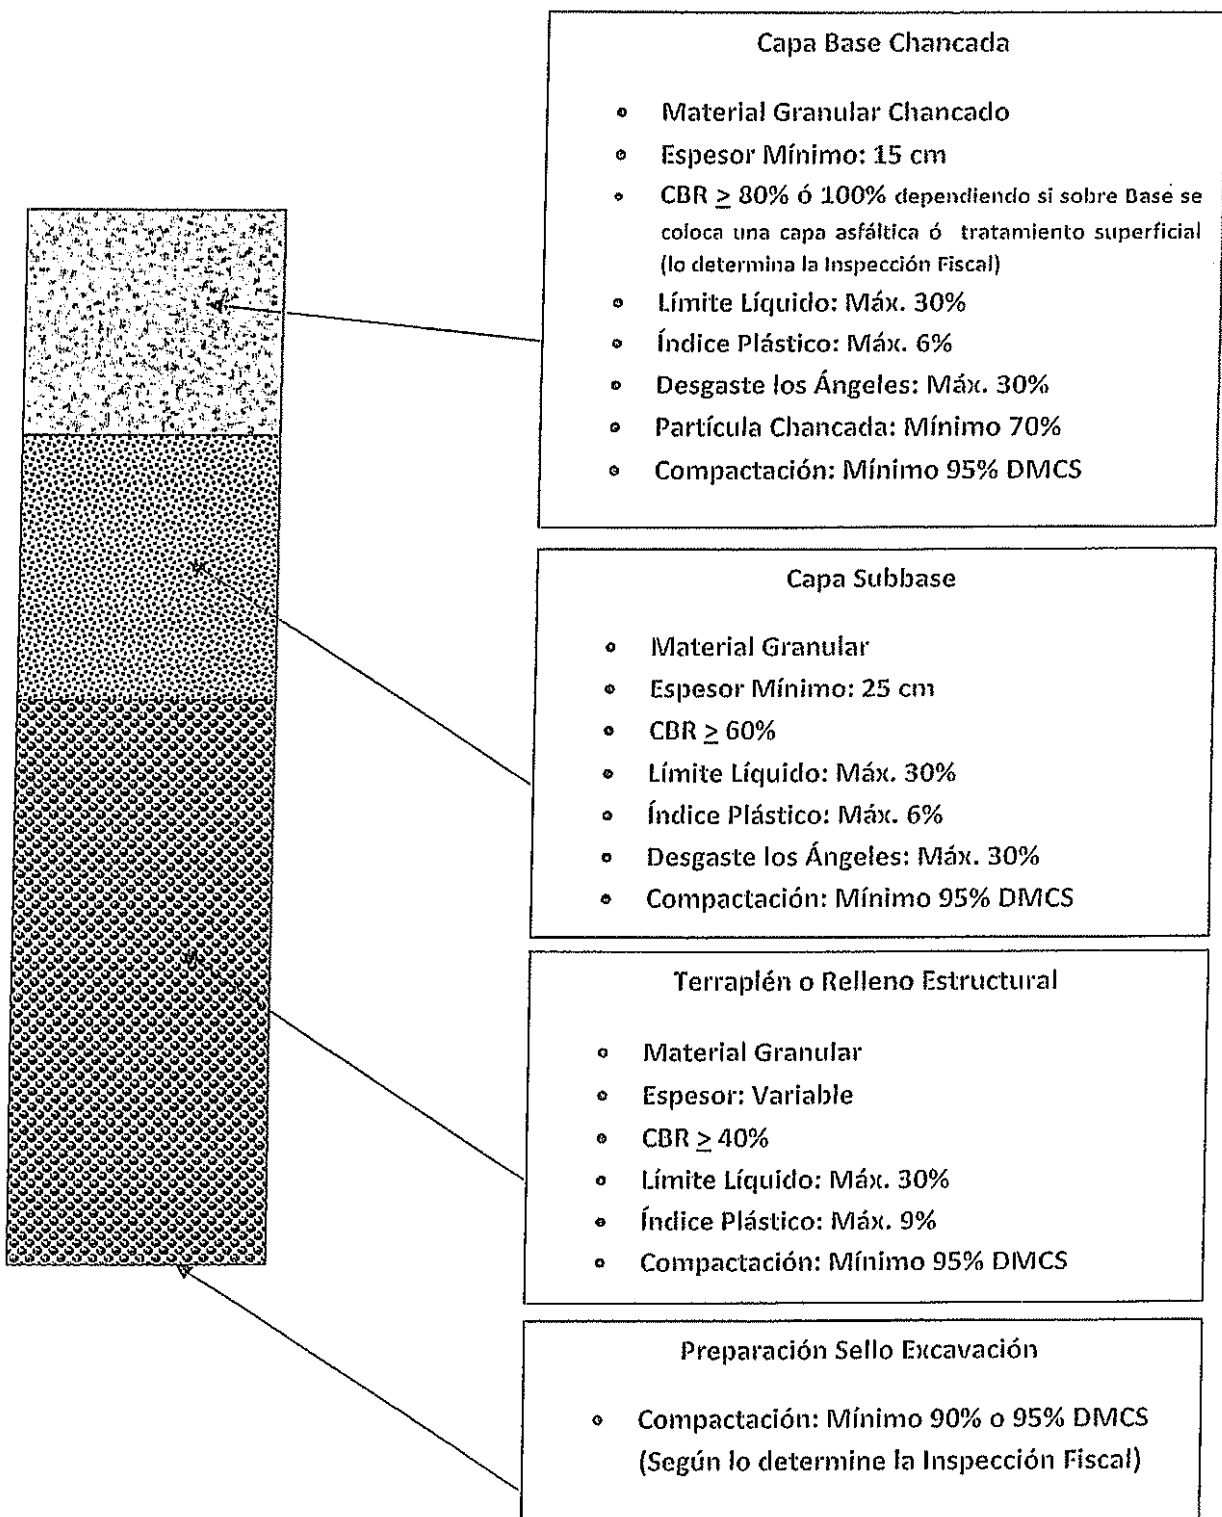 Capa Base Chancada
• Material Granular Chancado
• Espesor Mínimo: 15 cm
• CBR ≥ 80% ó 100% dependiendo si sobre Base se
coloca una capa asfáltica ó tratamiento superficial
(lo determina la Inspección Fiscal)
• Límite Líquido: Máx. 30%
• Índice Plástico: Máx. 6%
• Desgaste los Ángeles: Máx. 30%
• Partícula Chancada: Mínimo 70%
• Compactación: Mínimo 95% DMCS
Capa Subbase
• Material Granular
• Espesor Mínimo: 25 cm
• CBR ≥ 60%
• Límite Líquido: Máx. 30%
• Índice Plástico: Máx. 6%
• Desgaste los Ángeles: Máx. 30%
• Compactación: Mínimo 95% DMCS
Terraplén o Relleno Estructural
• Material Granular
• Espesor: Variable
• CBR ≥ 40%
• Límite Líquido: Máx. 30%
• Índice Plástico: Máx. 9%
• Compactación: Mínimo 95% DMCS
Preparación Sello Excavación
• Compactación: Mínimo 90% o 95% DMCS
(Según lo determine la Inspección Fiscal)